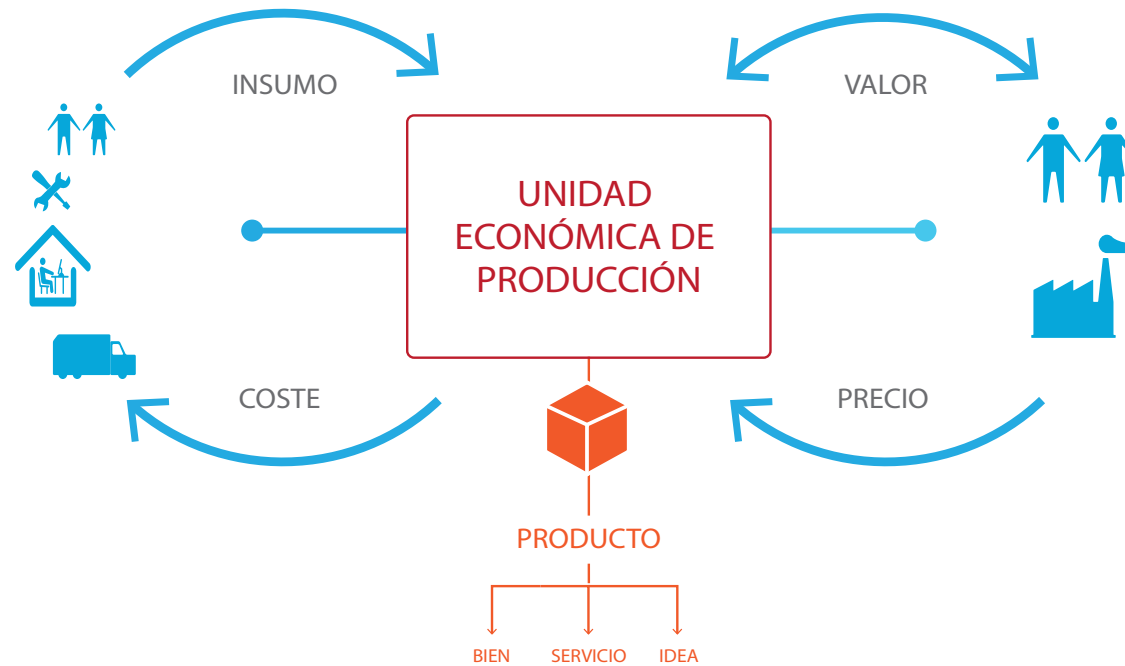 INSUMO
VALOR
UNIDAD
ECONÓMICA DE
PRODUCCIÓN
COSTE
PRECIO
PRODUCTO
BIEN
SERVICIO
IDEA